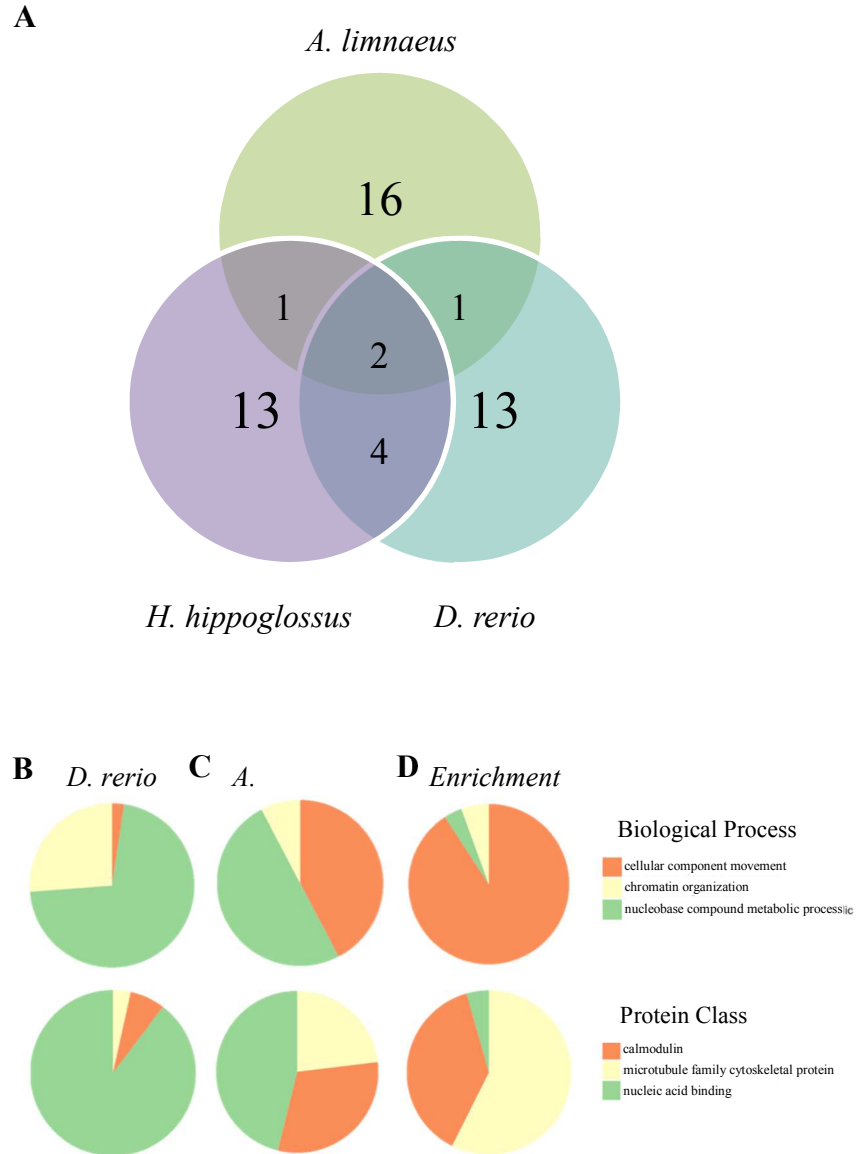 A
A. limnaeus
16
1
1
2
13
13
4
H. hippoglossus
D. rerio
B
D. rerio
C
A.
D
Enrichment
Biological Process
cellular component movement
chromatin organization
nucleobase compound metabolic processlic
Protein Class
calmodulin
microtubule family cytoskeletal protein
nucleic acid binding